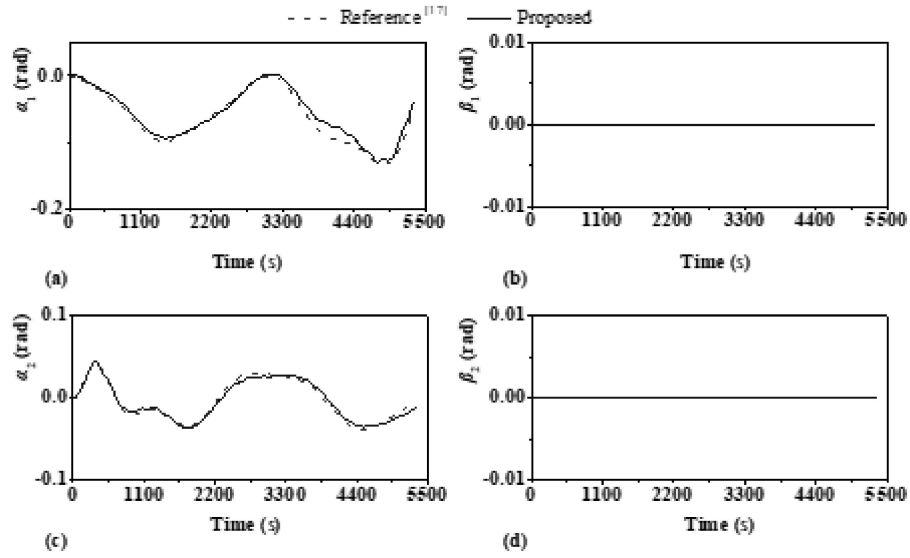 Reference [17] Proposed
0.0
-0.2
α1 (rad)
0 1100 2200 3300 4400 5500
Time (s)
(a)
0.01
0.00
-0.01
β1 (rad)
0 1100 2200 3300 4400 5500
Time (s)
(b)
0.1
0.0
-0.1
α2 (rad)
0 1100 2200 3300 4400 5500
Time (s)
(c)
0.01
0.00
-0.01
β2 (rad)
0 1100 2200 3300 4400 5500
Time (s)
(d)